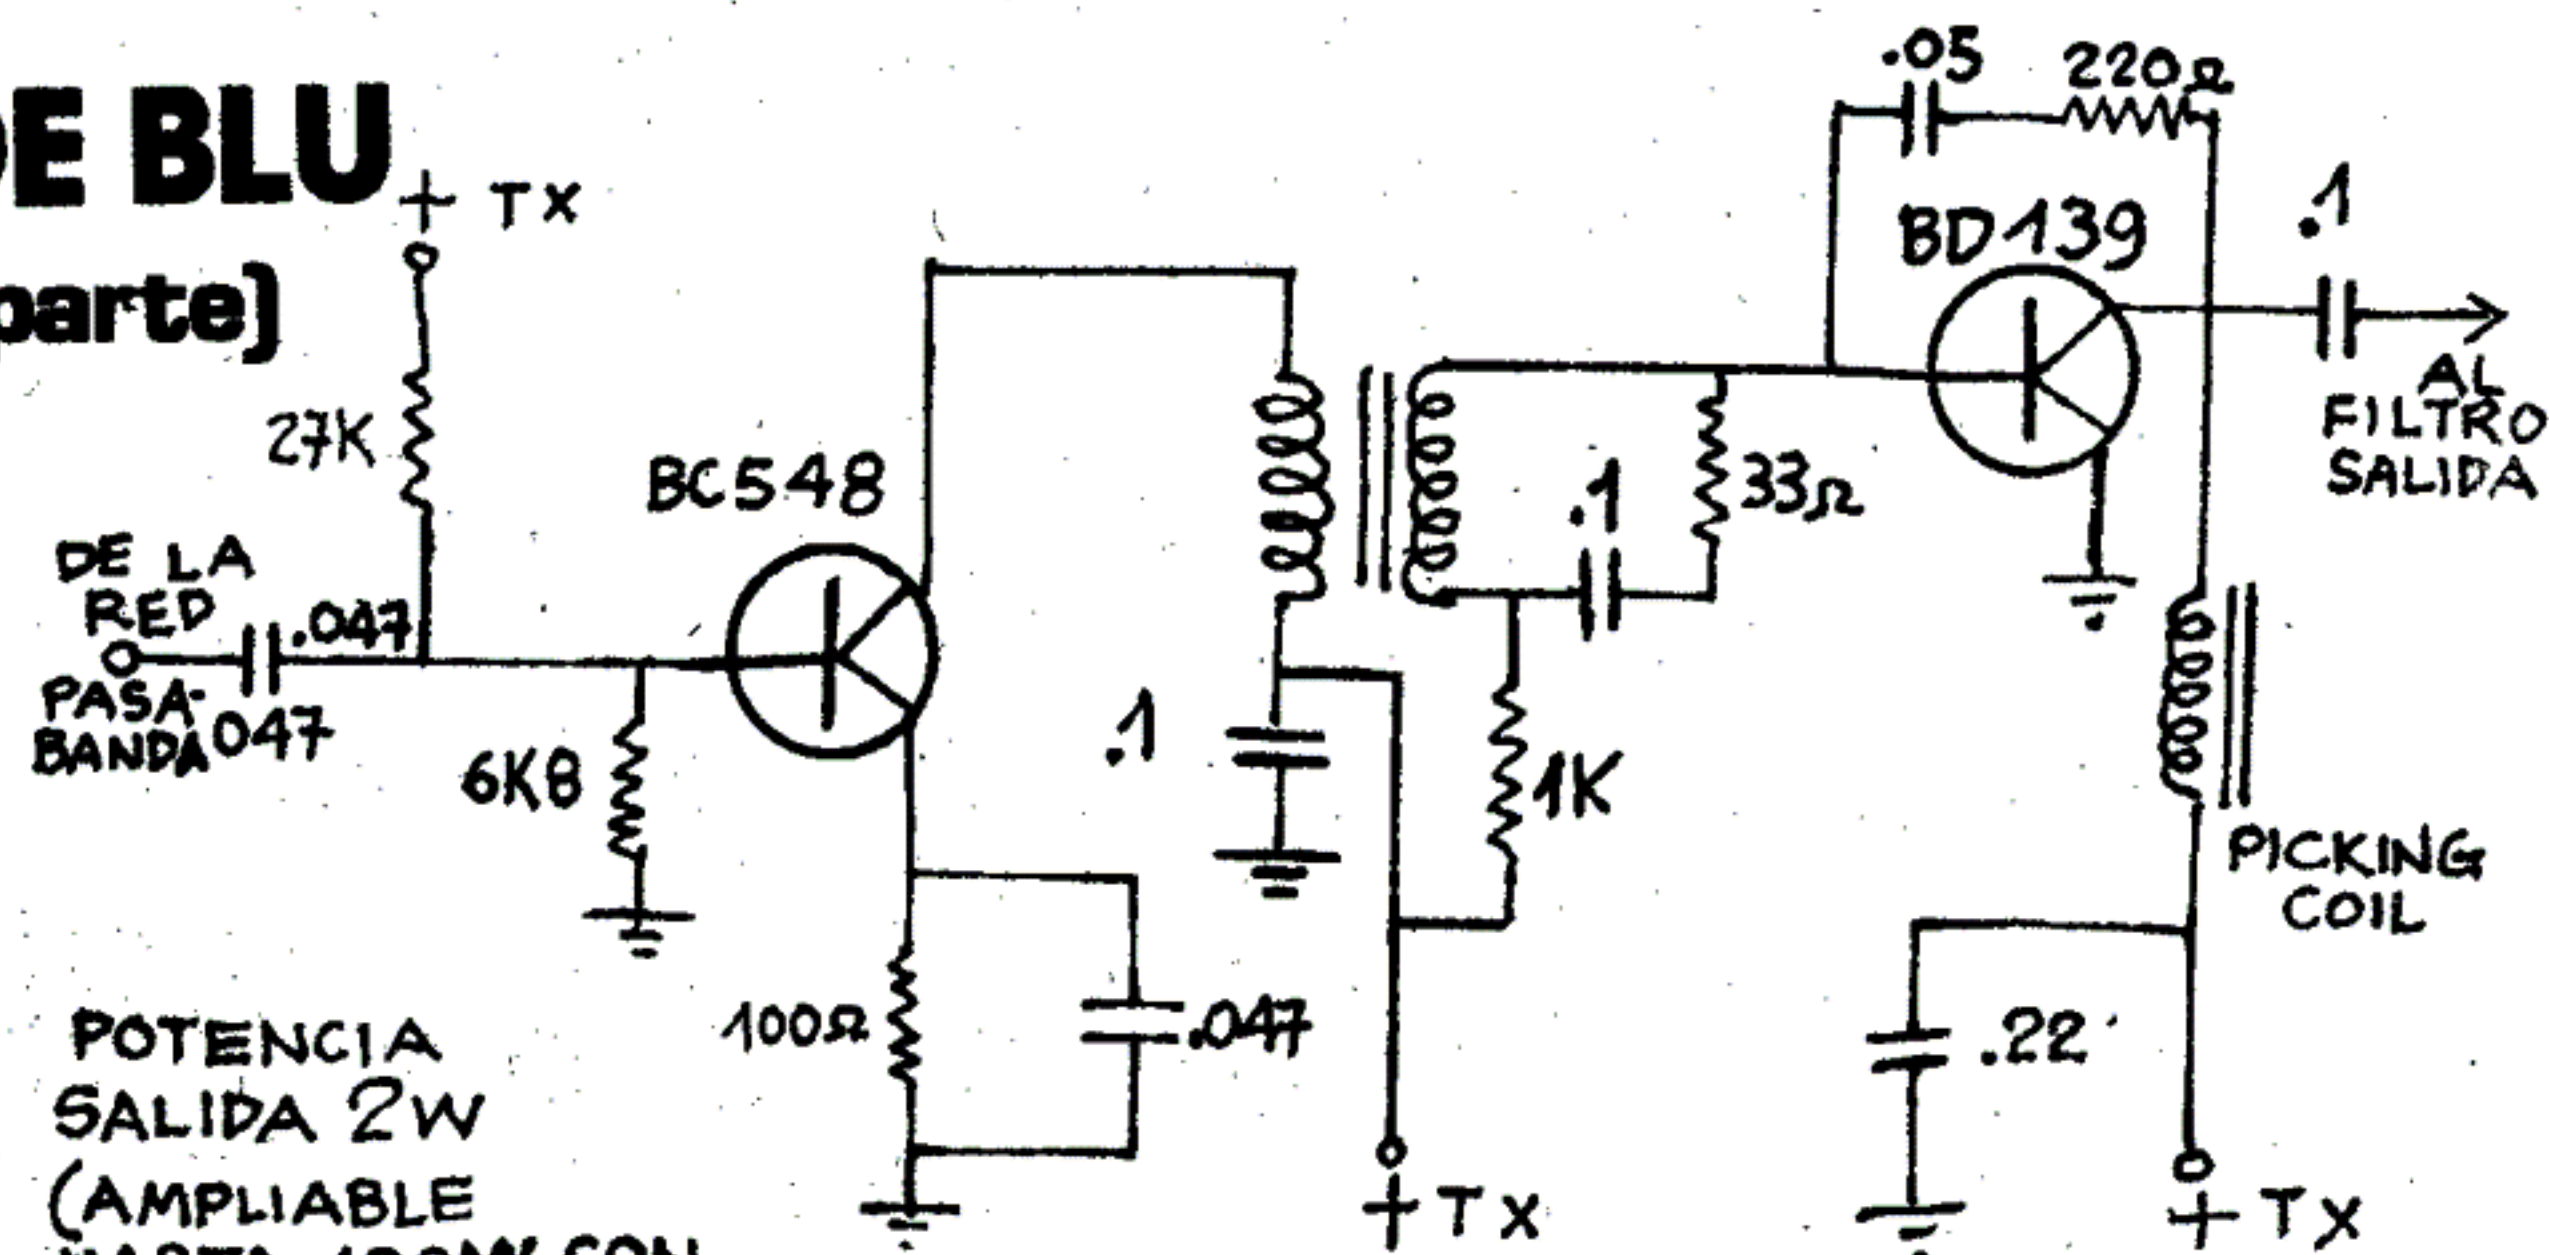 DE BLU
parte)
+ TX
27K
DE LA
RED
.047
PASA-
BANDA 047
6K8
BC548
100Ω
.047
.1
.1
33Ω
1K
+ TX
.05
220Ω
BD139
.1
AL
FILTRO
SALIDA
PICKING
COIL
.22
+ TX
POTENCIA
SALIDA 2W
(AMPLIABLE